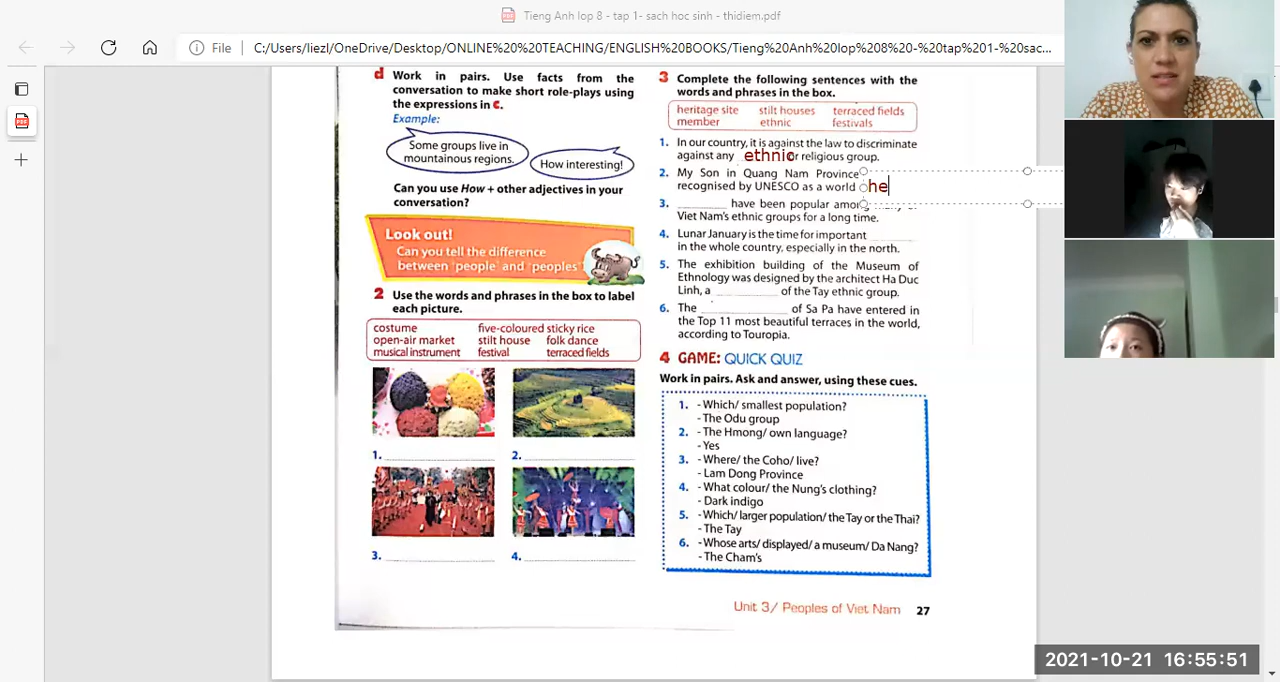 Tieng Anh lop 8 - tap 1- sach hoc sinh - thidiem.pdf
File
C:/Users/liezl/OneDrive/Desktop/ONLINE%20%20TEACHING/ENGLISH%20BOOKS/Tieng%20Anh%20lop%208%20-%20tap%201-%20sac...
d Work in pairs. Use facts from the
conversation to make short role-plays using
the expressions in C.
Example:
Some groups live in
mountainous regions.
How interesting!
Can you use How + other adjectives in your
conversation?
Look out!
Can you tell the difference
between 'people' and 'peoples'
2 Use the words and phrases in the box to label
each picture.
costume five-coloured sticky rice
open-air market stilt house folk dance
musical instrument festival terraced fields
1.
2.
3.
4.
3 Complete the following sentences with the
words and phrases in the box.
heritage site stilt houses terraced fields
member ethnic festivals
1. In our country, it is against the law to discriminate
against any ethnic or religious group.
2. My Son in Quang Nam Province
recognised by UNESCO as a world he
3. have been popular among
Viet Nam's ethnic groups for a long time.
4. Lunar January is the time for important
in the whole country, especially in the north.
5. The exhibition building of the Museum of
Ethnology was designed by the architect Ha Duc
Linh, a of the Tay ethnic group.
6. The of Sa Pa have entered in
the Top 11 most beautiful terraces in the world,
according to Touropia.
4 GAME: QUICK QUIZ
Work in pairs. Ask and answer, using these cues.
1. - Which/ smallest population?
- The Odu group
2. - The Hmong/ own language?
- Yes
3. - Where/ the Coho/ live?
- Lam Dong Province
4. - What colour/ the Nung's clothing?
- Dark indigo
5. - Which/ larger population/ the Tay or the Thai?
- The Tay
6. - Whose arts/ displayed/ a museum/ Da Nang?
- The Cham's
Unit 3/ Peoples of Viet Nam 27
2021-10-21 16:55:51